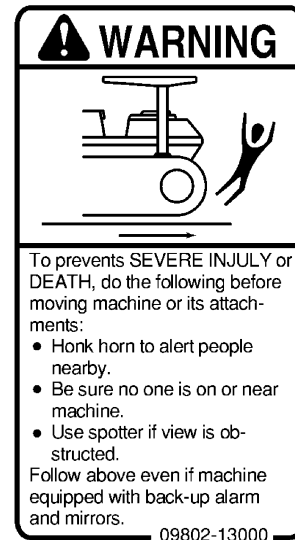 WARNING
To prevents SEVERE INJULY or
DEATH, do the following before
moving machine or its attach-
ments:
● Honk horn to alert people
nearby.
● Be sure no one is on or near
machine.
● Use spotter if view is ob-
structed.
Follow above even if machine
equipped with back-up alarm
and mirrors.
09802-13000